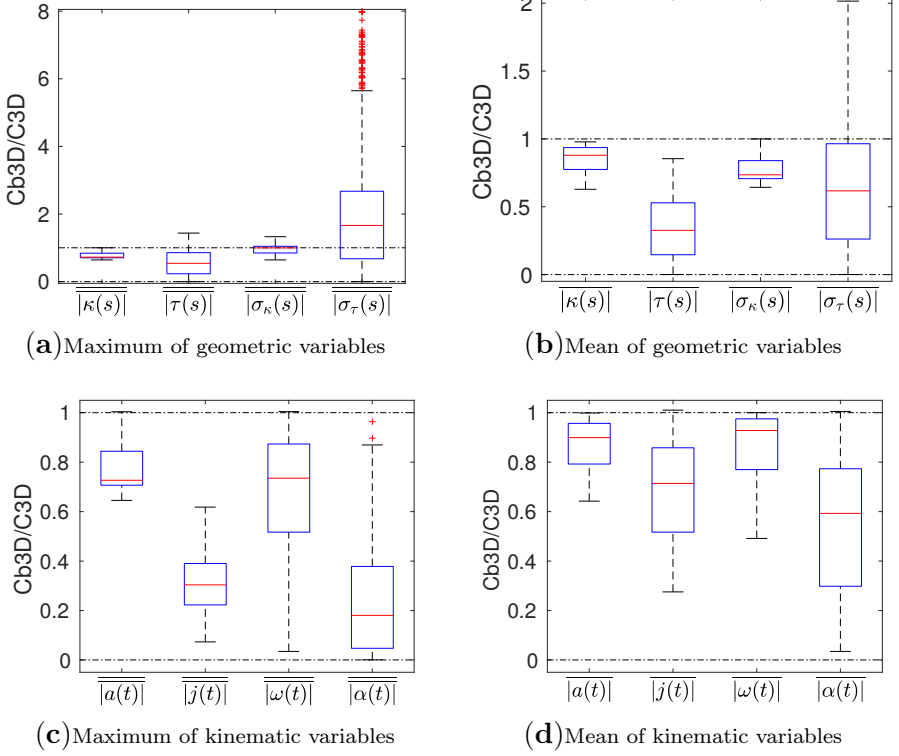 8
6
4
2
0
Cb3D/C3D
|κ(s)| |τ(s)| |σκ(s)| |στ(s)|
(a)Maximum of geometric variables
2
1.5
1
0.5
0
Cb3D/C3D
|κ(s)| |τ(s)| |σκ(s)| |στ(s)|
(b)Mean of geometric variables
1
0.8
0.6
0.4
0.2
0
Cb3D/C3D
|a(t)| |j(t)| |ω(t)| |α(t)|
(c)Maximum of kinematic variables
1
0.8
0.6
0.4
0.2
0
Cb3D/C3D
|a(t)| |j(t)| |ω(t)| |α(t)|
(d)Mean of kinematic variables